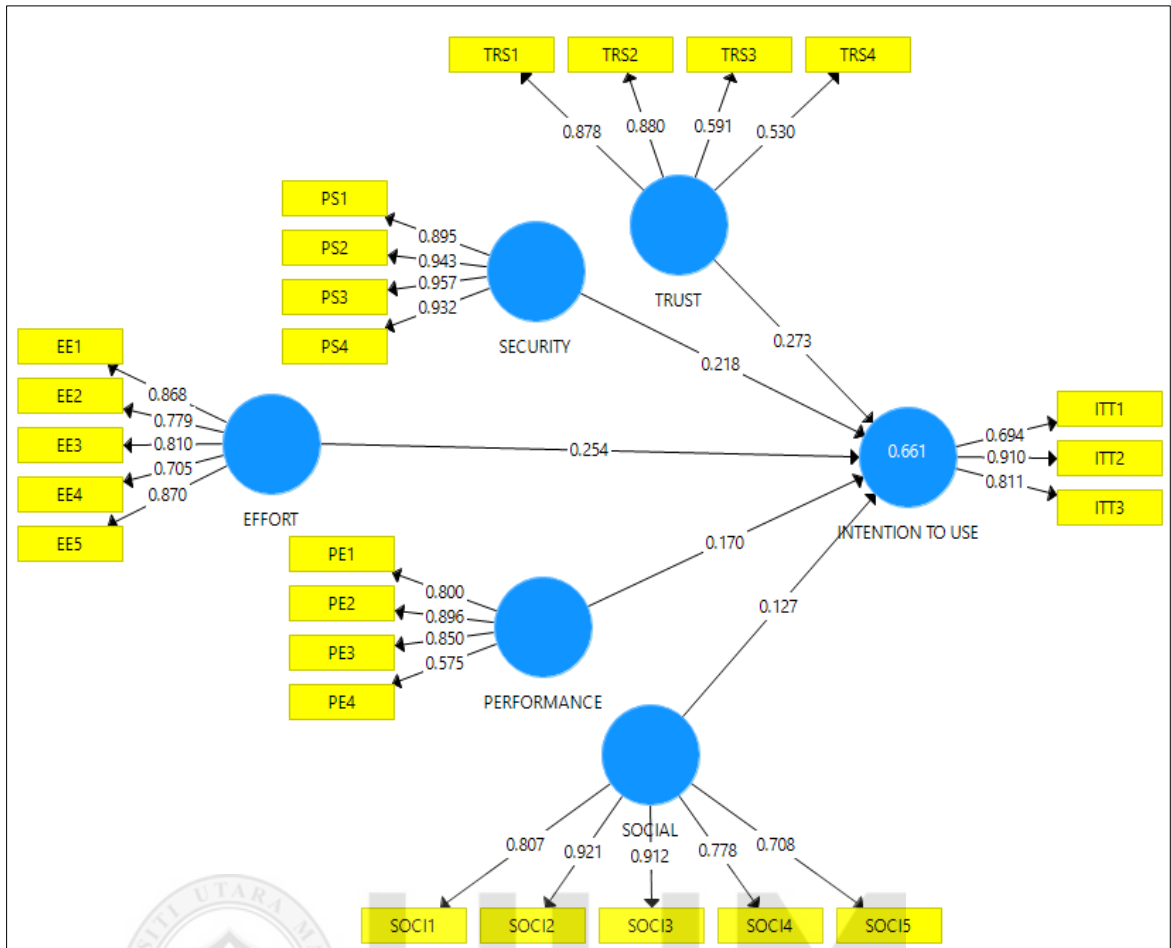 TRS1 TRS2 TRS3 TRS4
0.878 0.880 0.591 0.530
TRUST
0.273
PS1
PS2
PS3
PS4
0.895
0.943
0.957
0.932
SECURITY
0.218
EE1
EE2
EE3
EE4
EE5
0.868
0.779
0.810
0.705
0.870
EFFORT
0.254
0.661
INTENTION TO USE
0.694
0.910
0.811
ITT1
ITT2
ITT3
PE1
PE2
PE3
PE4
0.800
0.896
0.850
0.575
PERFORMANCE
0.170
0.127
SOCIAL
0.807 0.921 0.912 0.778 0.708
SOCI1 SOCI2 SOCI3 SOCI4 SOCI5
UTARA